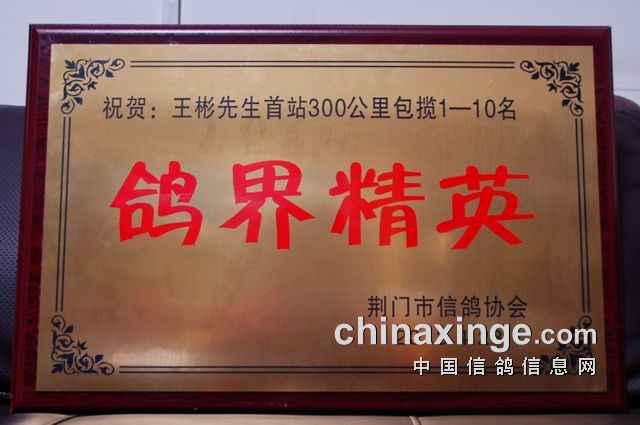 祝贺：王彬先生首站300公里包揽1—10名
鸽界精英
荆门市信鸽协会
chinaxinge.com
中国信鸽信息网